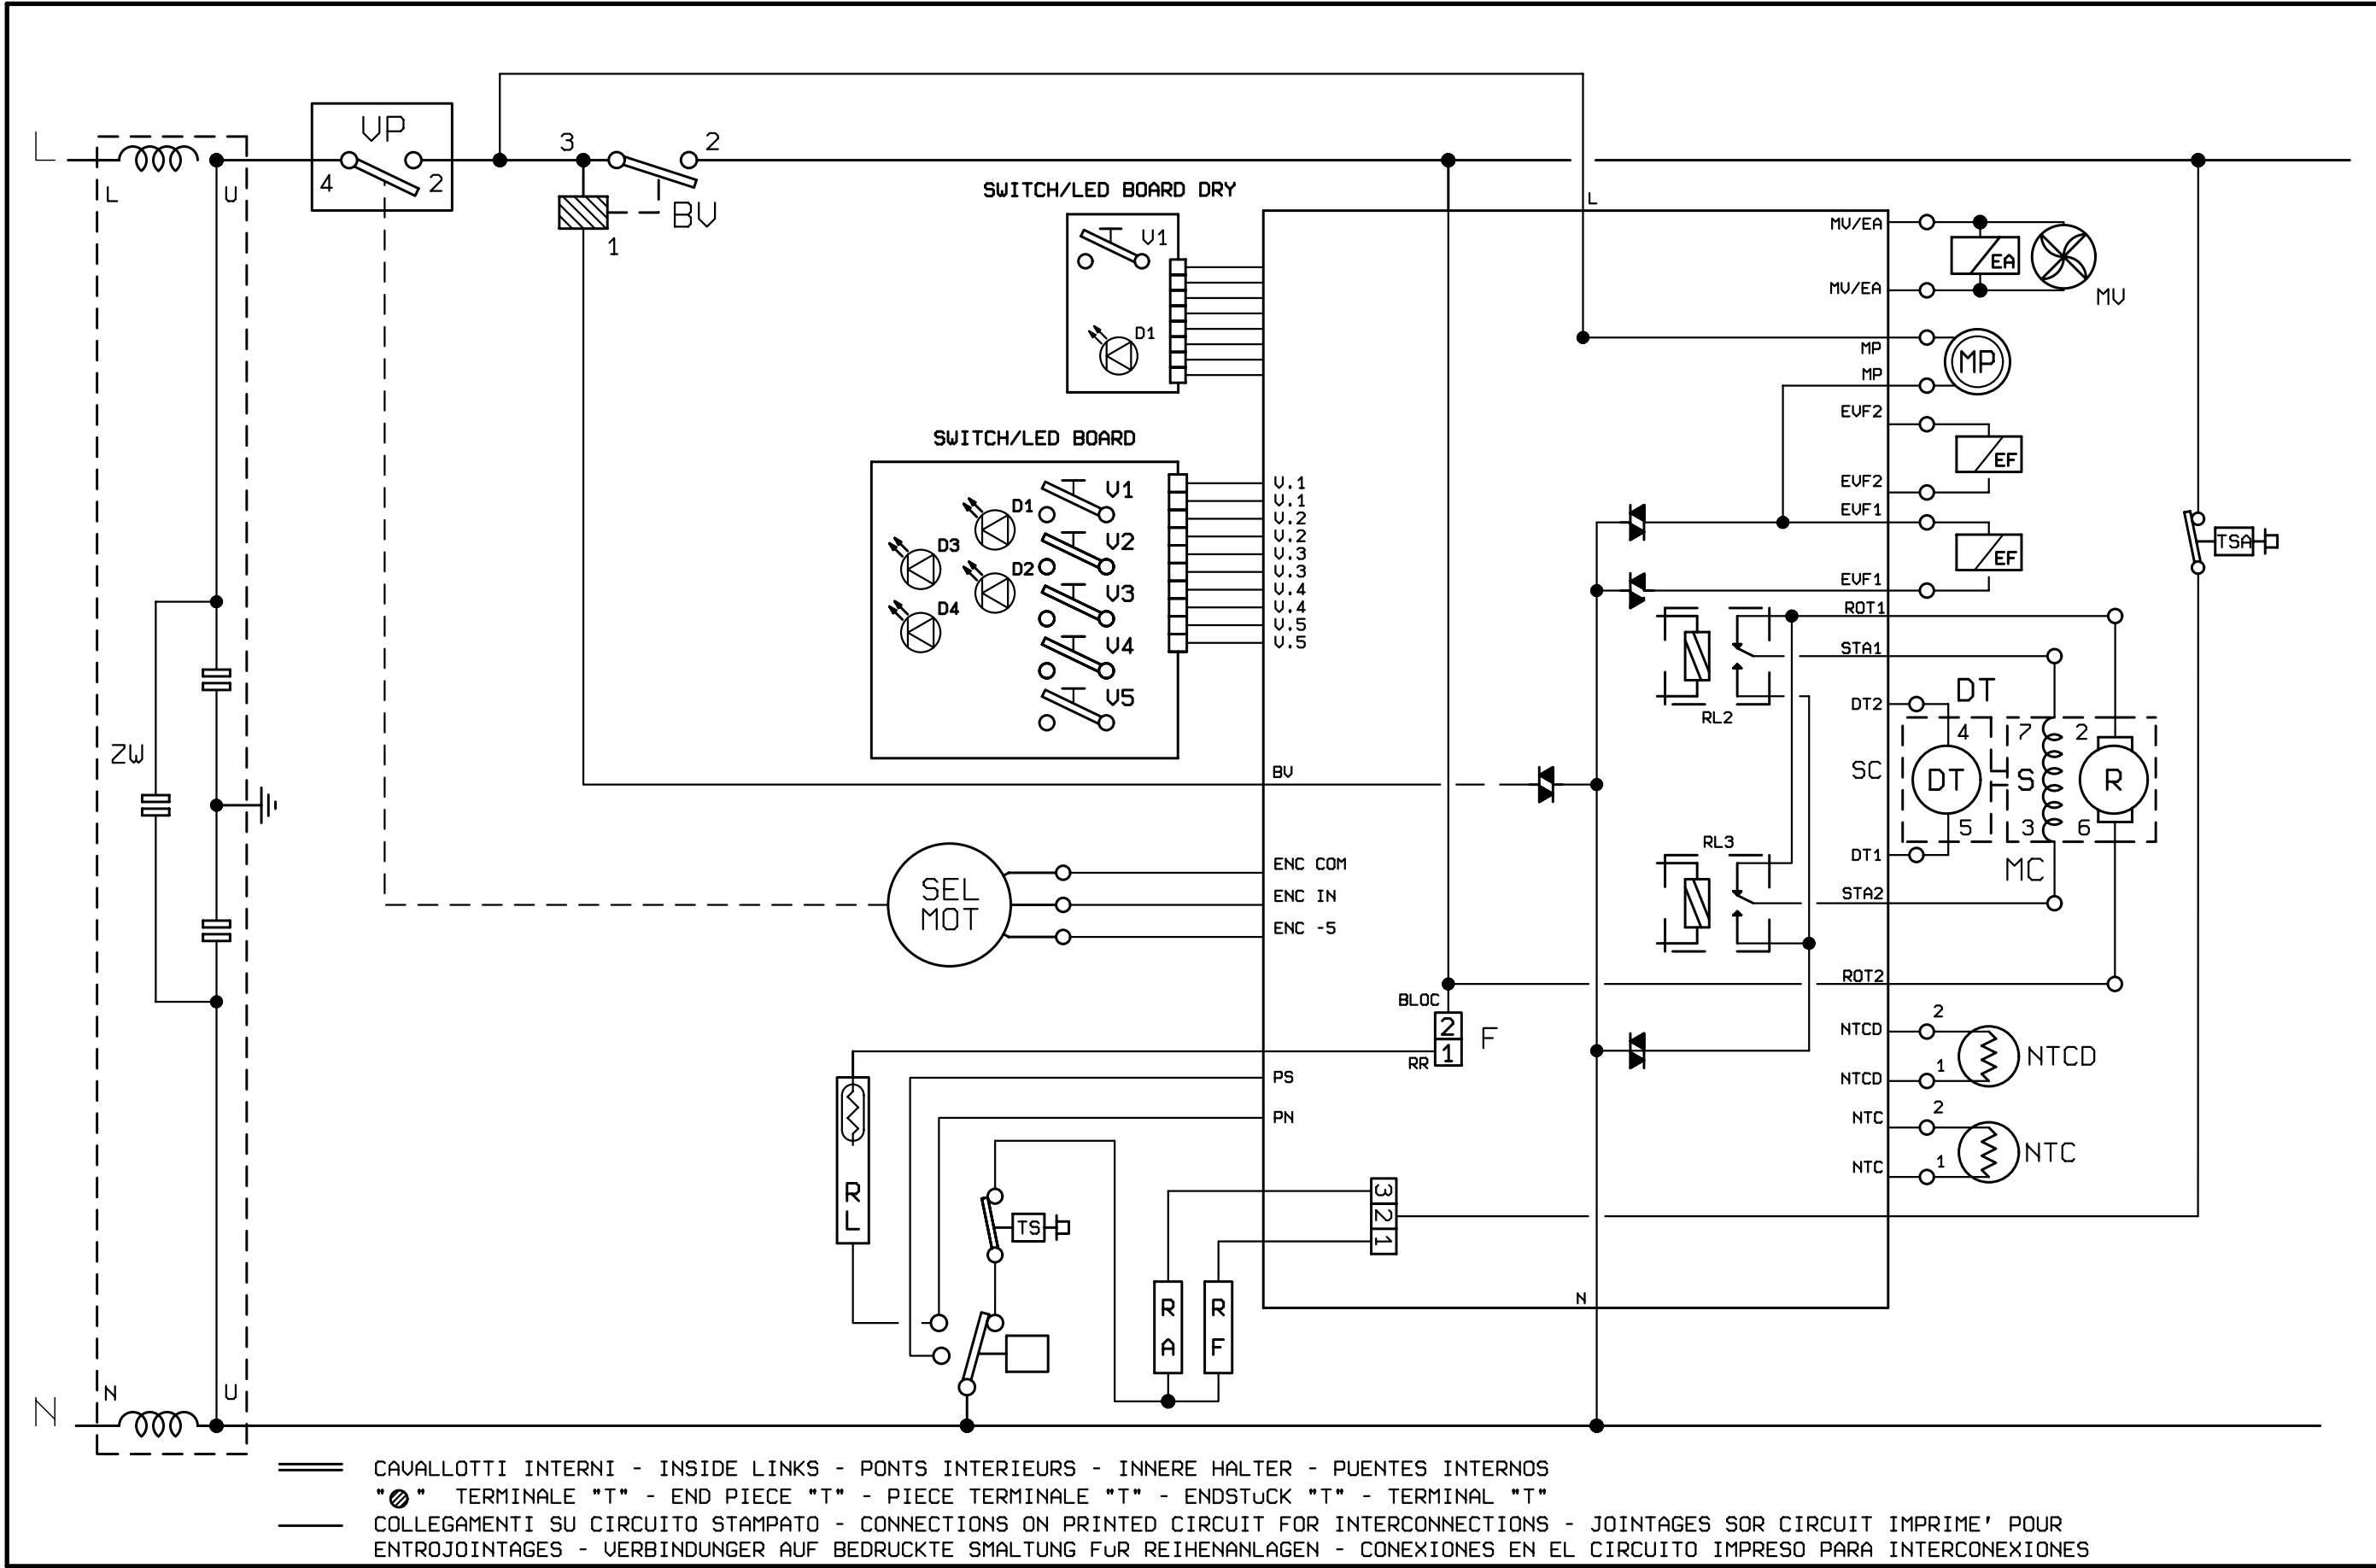 VP
3
2
L
L
U
4
2
BV
1
SWITCH/LED BOARD DRY
V1
D1
L
MV/EA
EA
MV/EA
MV
MP
MP
MP
SWITCH/LED BOARD
V1
D1
V2
D3
D2
V3
D4
V4
V5
V.1
V.1
V.2
V.2
V.3
V.3
V.4
V.4
V.5
V.5
EVF2
EF
EVF2
EVF1
EF
EVF1
TSA
ROT1
STA1
RL2
DT2
DT
4
7
2
ZW
BV
SC
DT
S
R
5
3
6
RL3
DT1
MC
STA2
SEL
MOT
ENC COM
ENC IN
ENC -5
ROT2
BLOC
2
F
1
RR
NTCD
2
NTCD
NTCD
1
PS
PN
NTC
2
NTC
NTC
1
R
L
TS
3
2
1
R
A
R
F
N
N
N
U
CAVALLOTTI INTERNI - INSIDE LINKS - PONTS INTERIEURS - INNERE HALTER - PUENTES INTERNOS
" " TERMINALE "T" - END PIECE "T" - PIECE TERMINALE "T" - ENDSTuCK "T" - TERMINAL "T"
COLLEGAMENTI SU CIRCUITO STAMPATO - CONNECTIONS ON PRINTED CIRCUIT FOR INTERCONNECTIONS - JOINTAGES SOR CIRCUIT IMPRIME' POUR
ENTROJOINTAGES - VERBINDUNGER AUF BEDRUCKTE SMALTUNG FuR REIHENANLAGEN - CONEXIONES EN EL CIRCUITO IMPRESO PARA INTERCONEXIONES